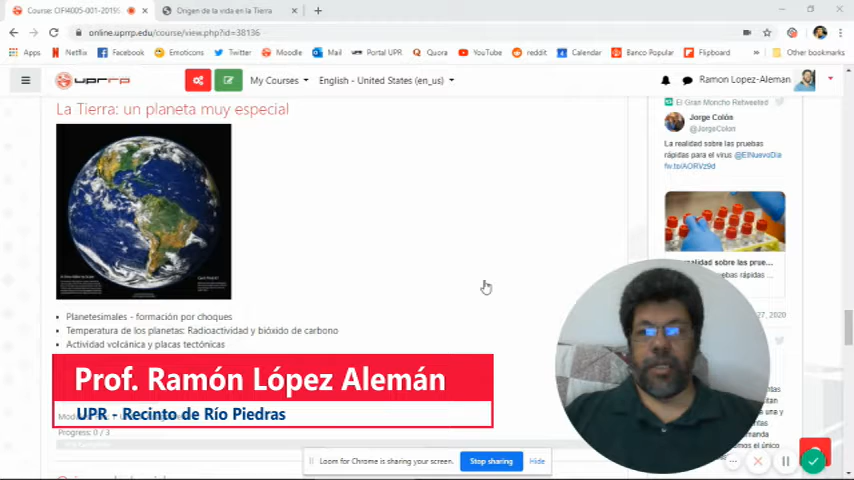 Course: CIFI4005-001-2019S
Origen de la vida en la Tierra
online.uprrp.edu/course/view.php?id=38136
Apps
Netflix
Facebook
Emoticons
Twitter
Moodle
Mail
Portal UPR
Quora
YouTube
reddit
Calendar
Banco Popular
Flipboard
Other bookmarks
uprrp
My Courses
English - United States (en_us)
Ramon Lopez-Aleman
La Tierra: un planeta muy especial
Planetesimales - formación por choques
Temperatura de los planetas: Radioactividad y bióxido de carbono
Actividad volcánica y placas tectónicas
Prof. Ramón López Alemán
UPR - Recinto de Río Piedras
Progress: 0 / 3
El Gran Moncho Retweeted
Jorge Colón
@JorgeColon
La realidad sobre las pruebas
rápidas para el virus @ElNuevoDia
fw.to/AORVz9d
realidad sobre las prue...
27, 2020
Loom for Chrome is sharing your screen.
Stop sharing
Hide